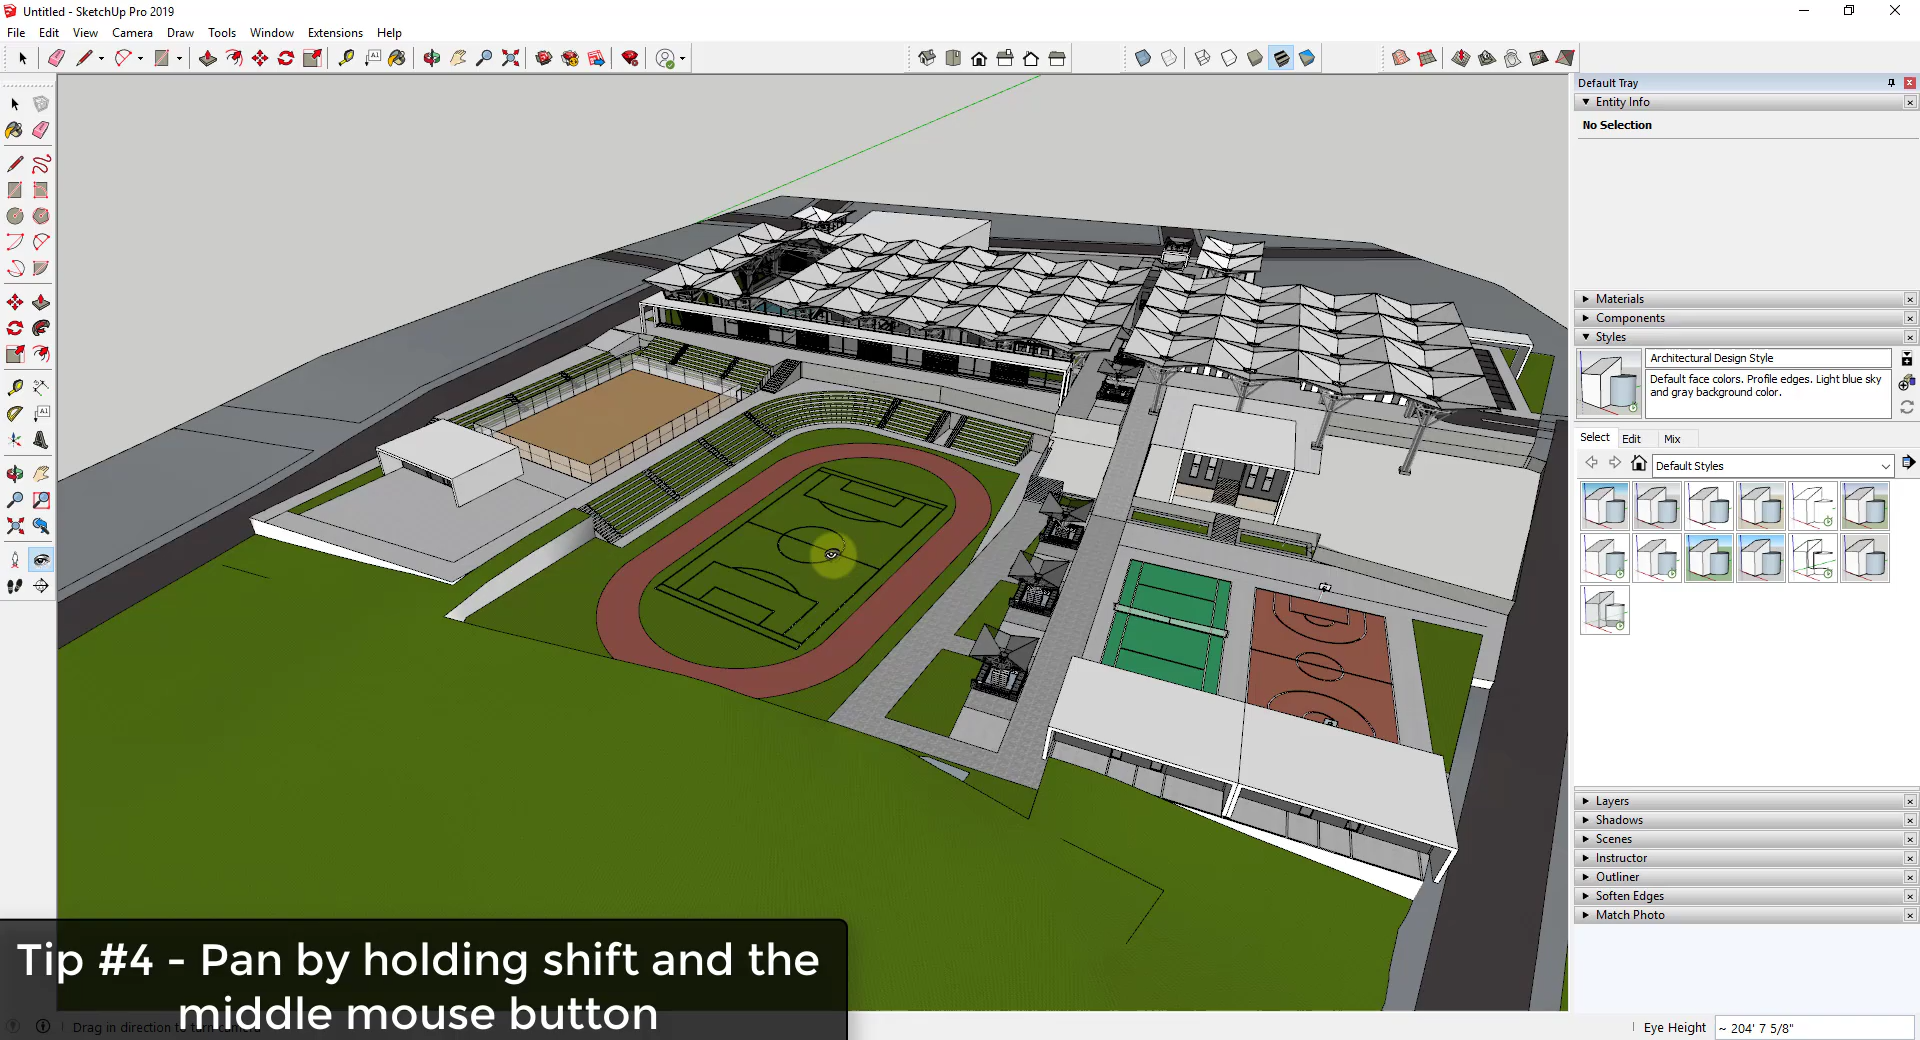 Untitled - SketchUp Pro 2019
File Edit View Camera Draw Tools Window Extensions Help
Default Tray
Entity Info
No Selection
Materials
Components
Styles
Architectural Design Style
Default face colors. Profile edges. Light blue sky
and gray background color.
Select Edit Mix
Default Styles
Layers
Shadows
Scenes
Instructor
Outliner
Soften Edges
Match Photo
Tip #4 - Pan by holding shift and the
middle mouse button
Drag in direction to turn camera
Eye Height ~ 204' 7 5/8"